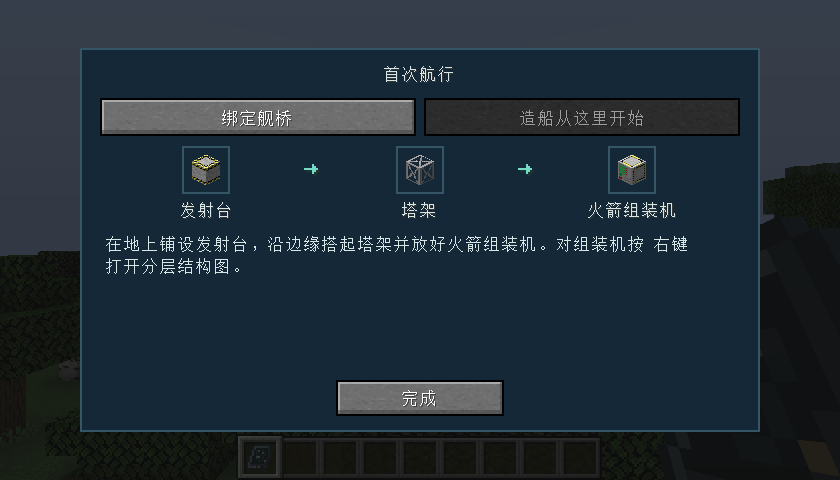 首次航行
绑定舰桥
造船从这里开始
发射台
塔架
火箭组装机
在地上铺设发射台，沿边缘搭起塔架并放好火箭组装机。对组装机按 右键
打开分层结构图。
完成